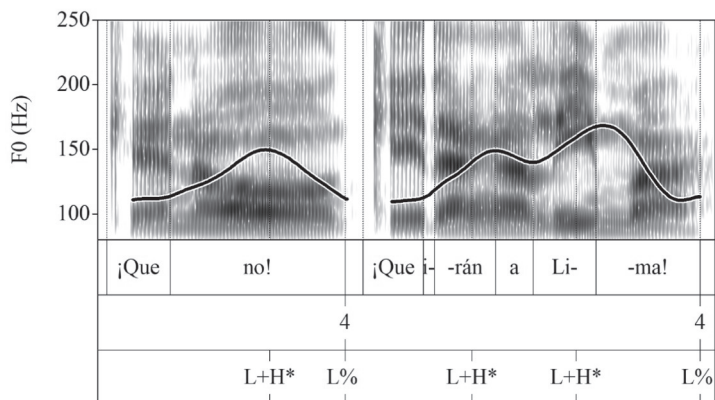 F0 (Hz)
250
200
150
100
¡Que no! ¡Que i- -rán a Li- -ma!
4 4
L+H* L% L+H* L+H* L%